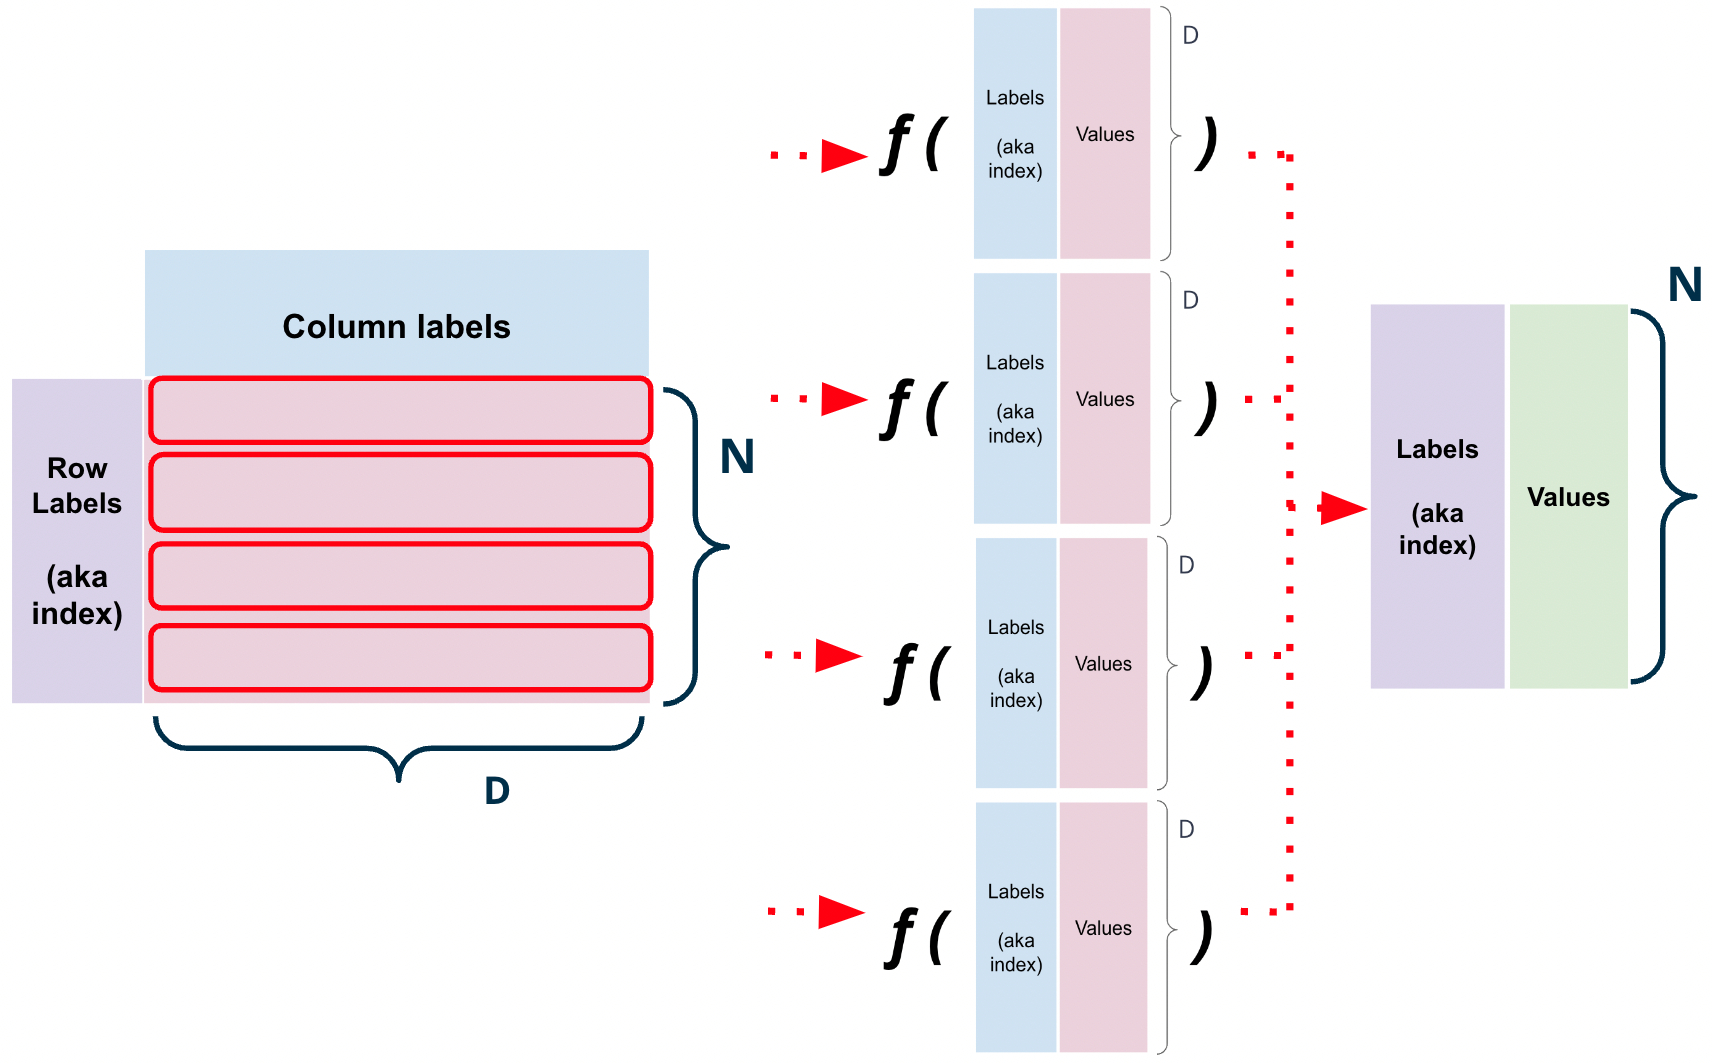 Column labels
Row
Labels
(aka
index)
N
D
f (
Labels
(aka
index)
Values
D
)
f (
Labels
(aka
index)
Values
D
)
f (
Labels
(aka
index)
Values
D
)
f (
Labels
(aka
index)
Values
D
)
Labels
(aka
index)
Values
N